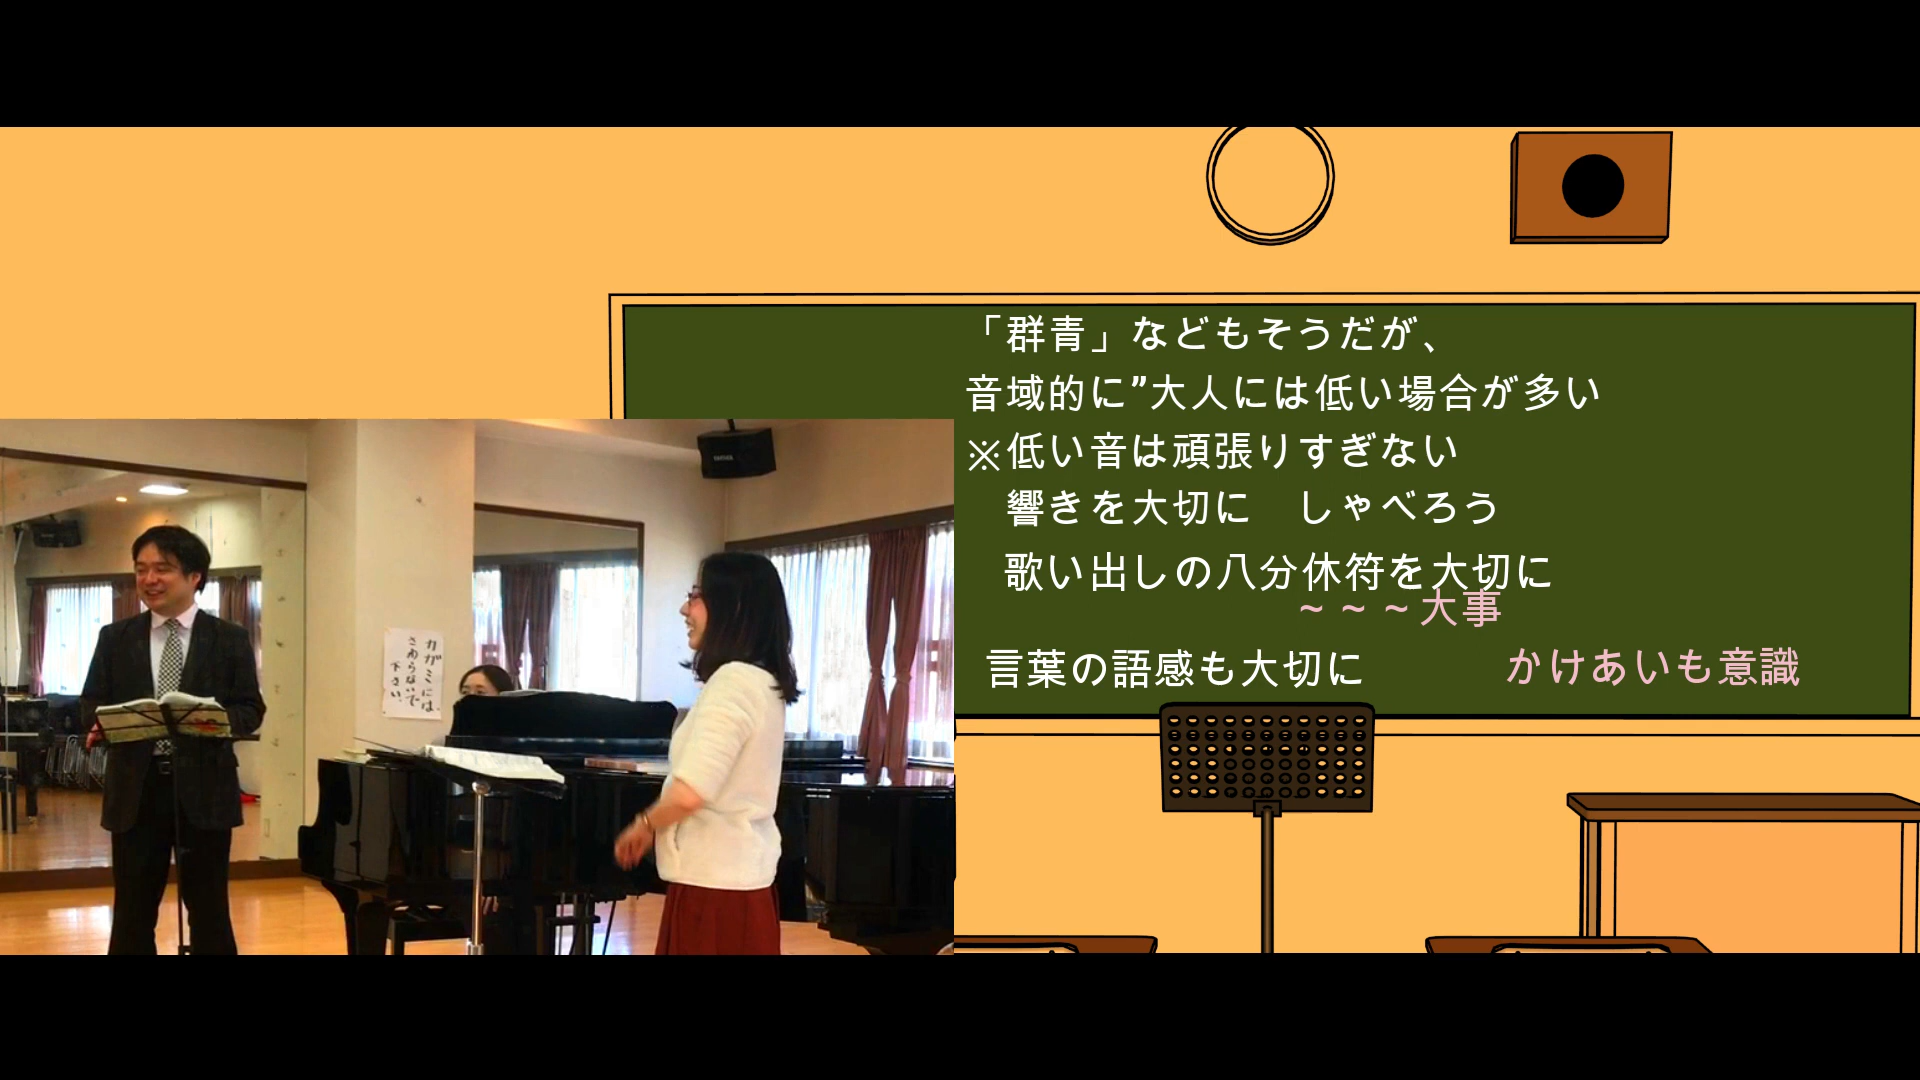 「群青」などもそうだが、
音域的に”大人には低い場合が多い
※低い音は頑張りすぎない
響きを大切に　しゃべろう
歌い出しの八分休符を大切に
～～～大事
言葉の語感も大切に　かけあいも意識
カガミには、
さわらないで
下さい、